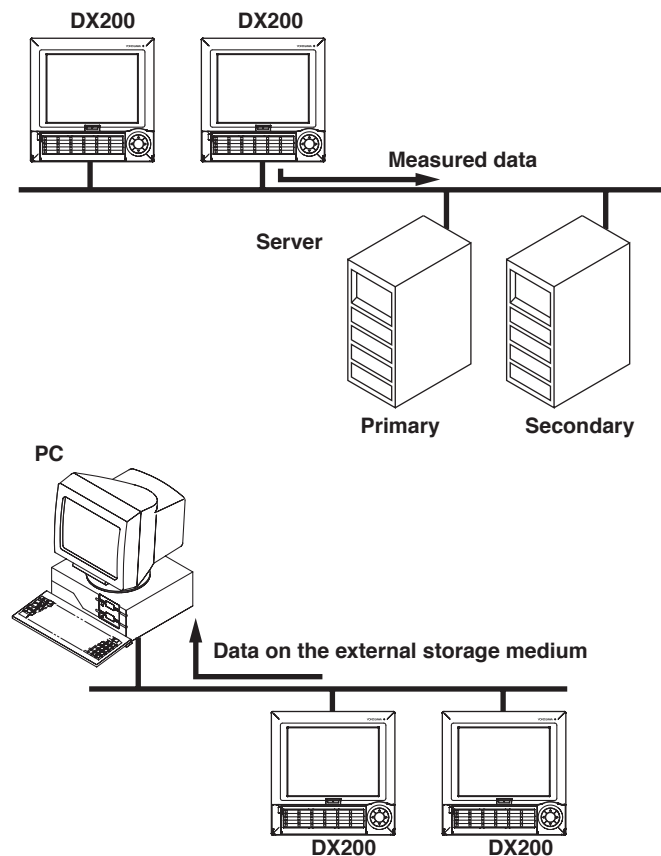 DX200
DX200
Measured data
Server
Primary
Secondary
PC
Data on the external storage medium
DX200
DX200